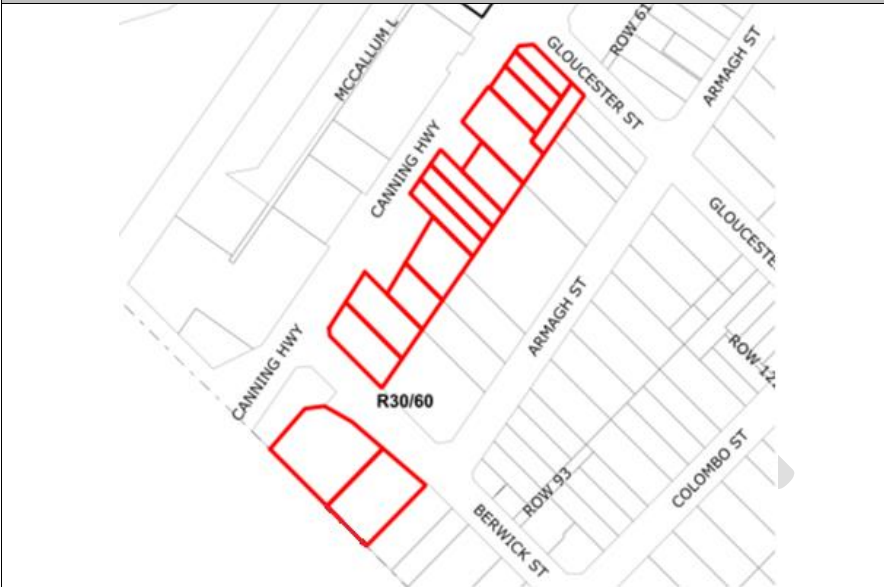 MCCALLUM L
ROW 61
GLOUCESTER ST
ARMAGH ST
CANNING HWY
GLOUCESTE
ARMAGH ST
ROW 12
CANNING HWY
R30/60
COLOMBO ST
ROW 93
BERWICK ST